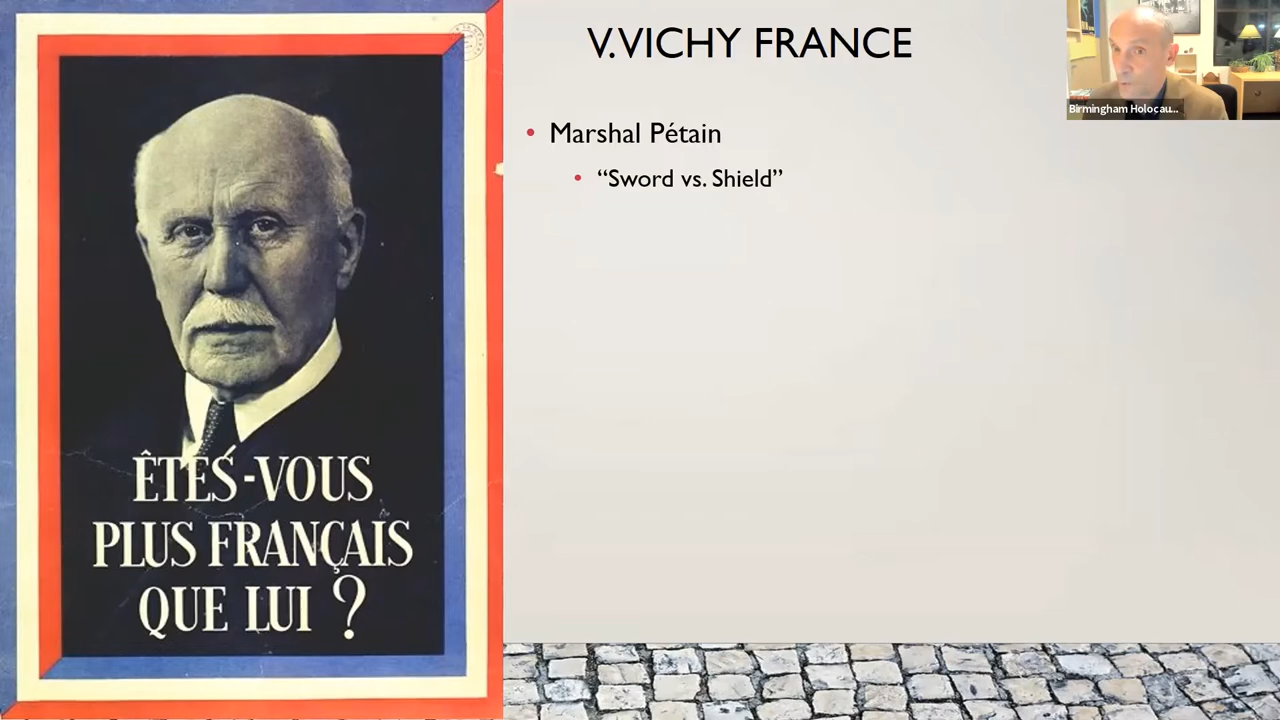 V. VICHY FRANCE
Birmingham Holocau...
• Marshal Pétain
• “Sword vs. Shield”
ÊTES-VOUS
PLUS FRANÇAIS
QUE LUI ?